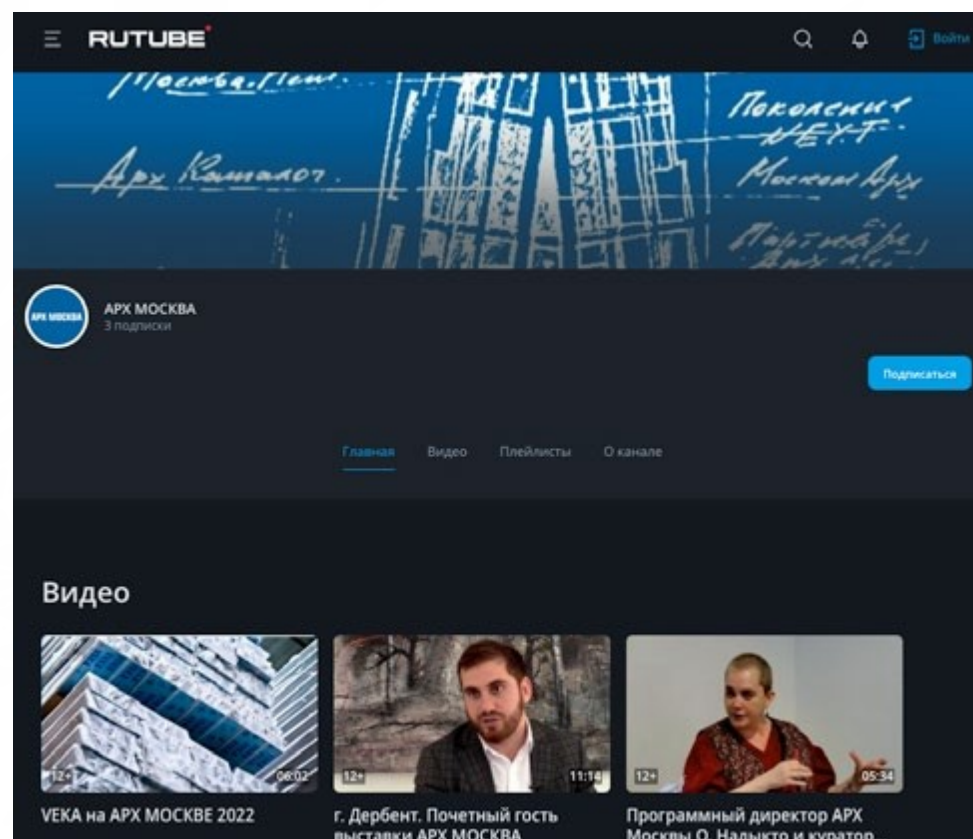 RUTUBE
Войти
Москва.
Арх Каталог.
Поколения
NEXT
Москва Арх
АРХ МОСКВА
АРХ МОСКВА
3 подписки
Подписаться
Главная Видео Плейлисты О канале
Видео
12+ 06:02
12+ 11:14
12+ 05:34
VEKA на АРХ МОСКВЕ 2022
г. Дербент. Почетный гость
выставки АРХ МОСКВА
Программный директор АРХ
Москвы О. Надыкто и куратор